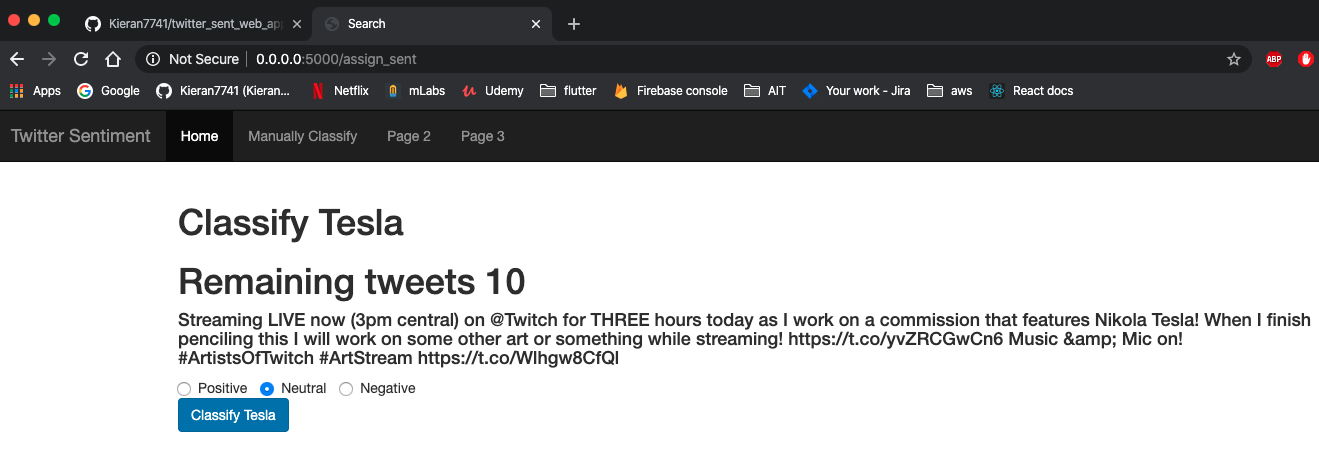 Kieran7741/twitter_sent_web_app
Search
Not Secure
0.0.0.0:5000/assign_sent
ABP
Apps
Google
Kieran7741 (Kieran...
Netflix
mLabs
Udemy
flutter
Firebase console
AIT
Your work - Jira
aws
React docs
Twitter Sentiment
Home
Manually Classify
Page 2
Page 3
Classify Tesla
Remaining tweets 10
Streaming LIVE now (3pm central) on @Twitch for THREE hours today as I work on a commission that features Nikola Tesla! When I finish
penciling this I will work on some other art or something while streaming! https://t.co/yvZRCGwCn6 Music &amp; Mic on!
#ArtistsOfTwitch #ArtStream https://t.co/WIhgw8CfQl
Positive
Neutral
Negative
Classify Tesla